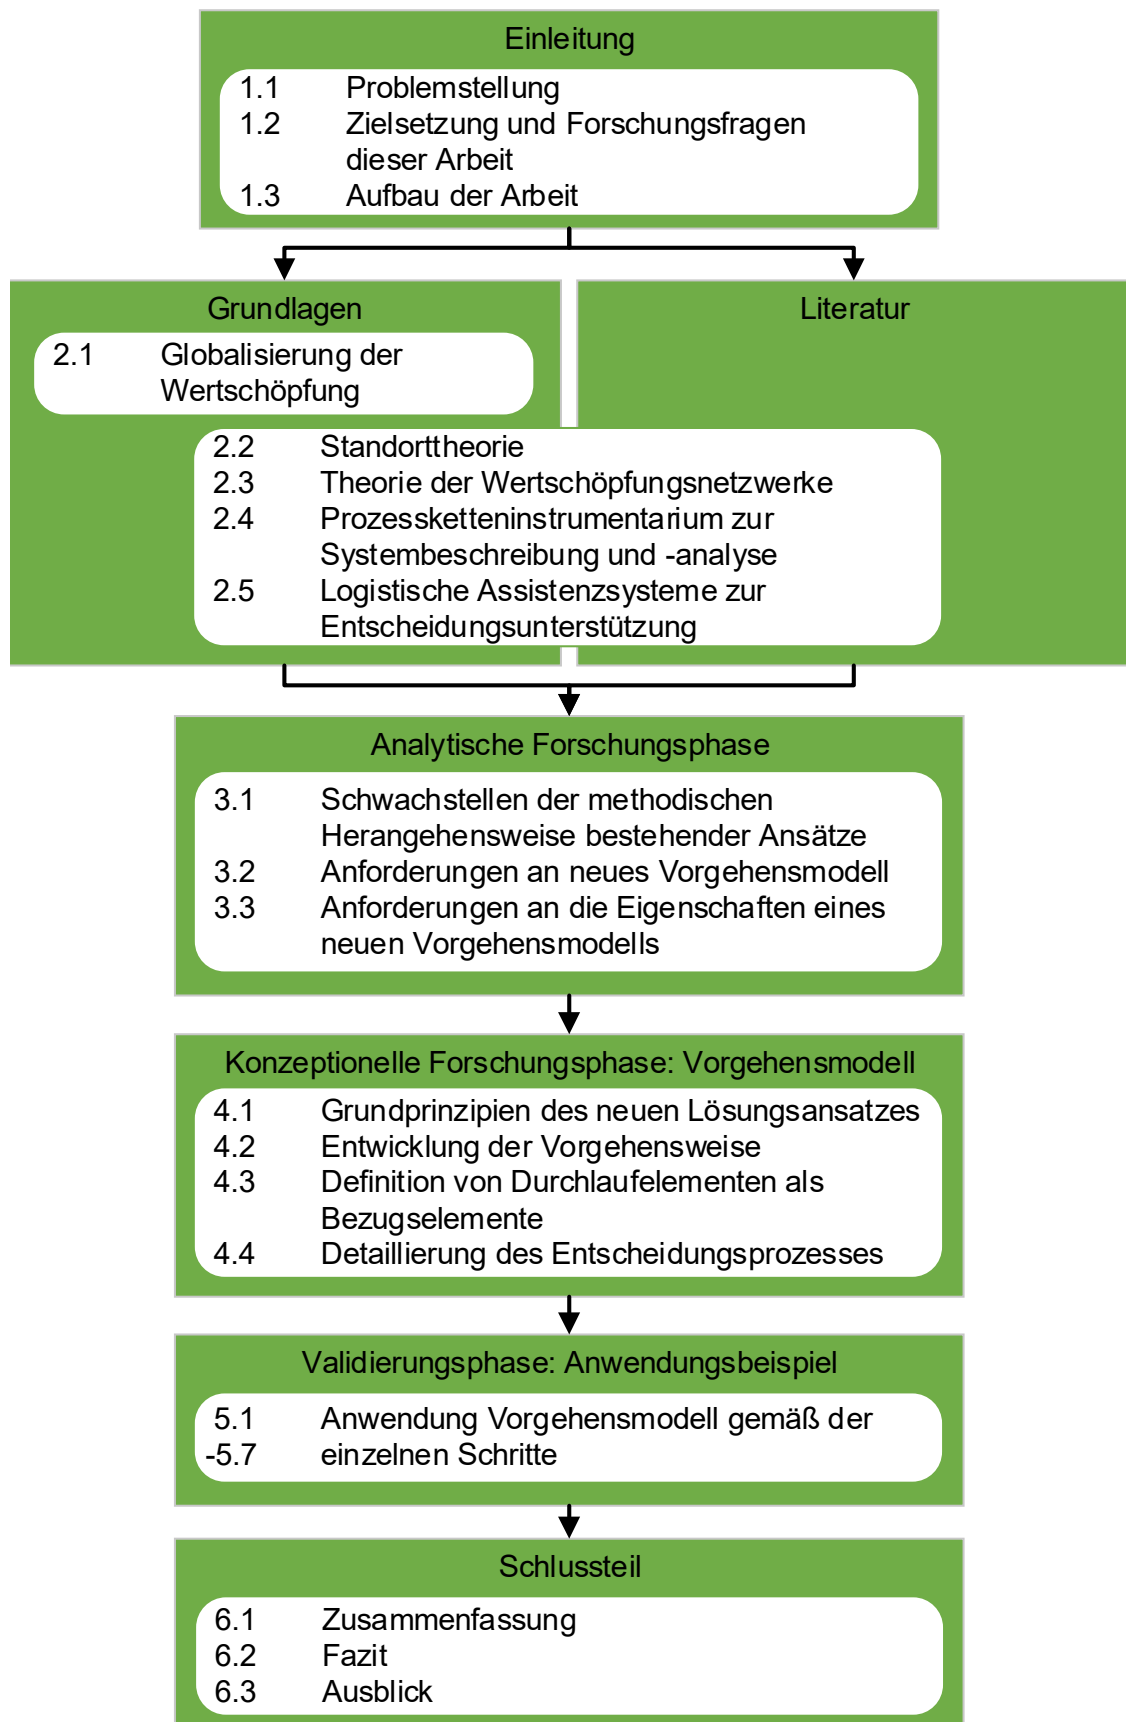 Einleitung
1.1 Problemstellung
1.2 Zielsetzung und Forschungsfragen
dieser Arbeit
1.3 Aufbau der Arbeit
Grundlagen
2.1 Globalisierung der
Wertschöpfung
Literatur
2.2 Standorttheorie
2.3 Theorie der Wertschöpfungsnetzwerke
2.4 Prozessketteninstrumentarium zur
Systembeschreibung und -analyse
2.5 Logistische Assistenzsysteme zur
Entscheidungsunterstützung
Analytische Forschungsphase
3.1 Schwachstellen der methodischen
Herangehensweise bestehender Ansätze
3.2 Anforderungen an neues Vorgehensmodell
3.3 Anforderungen an die Eigenschaften eines
neuen Vorgehensmodells
Konzeptionelle Forschungsphase: Vorgehensmodell
4.1 Grundprinzipien des neuen Lösungsansatzes
4.2 Entwicklung der Vorgehensweise
4.3 Definition von Durchlaufelementen als
Bezugselemente
4.4 Detaillierung des Entscheidungsprozesses
Validierungsphase: Anwendungsbeispiel
5.1 Anwendung Vorgehensmodell gemäß der
-5.7 einzelnen Schritte
Schlussteil
6.1 Zusammenfassung
6.2 Fazit
6.3 Ausblick